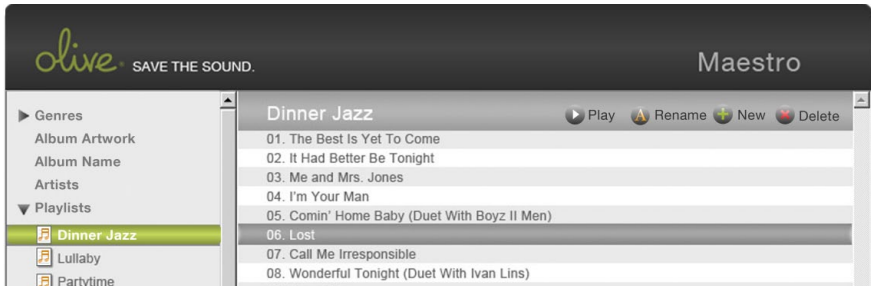 olive SAVE THE SOUND.
Maestro
Genres
Album Artwork
Album Name
Artists
Playlists
Dinner Jazz
Lullaby
Partytime
Dinner Jazz
Play Rename New Delete
01. The Best Is Yet To Come
02. It Had Better Be Tonight
03. Me and Mrs. Jones
04. I'm Your Man
05. Comin' Home Baby (Duet With Boyz II Men)
06. Lost
07. Call Me Irresponsible
08. Wonderful Tonight (Duet With Ivan Lins)